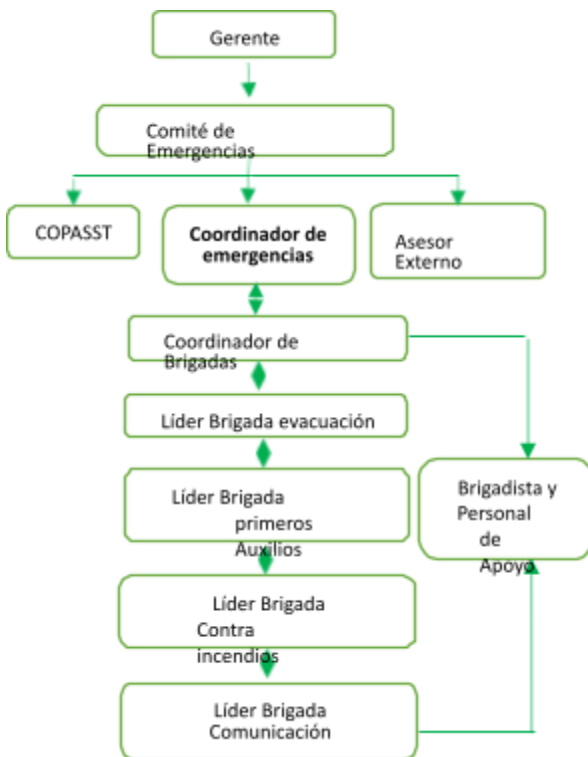 Gerente
Comité de
Emergencias
COPASST
Coordinador de
emergencias
Asesor
Externo
Coordinador de
Brigadas
Líder Brigada evacuación
Líder Brigada
primeros
Auxilios
Brigadista y
Personal
de
Apoyo
Líder Brigada
Contra
incendios
Líder Brigada
Comunicación